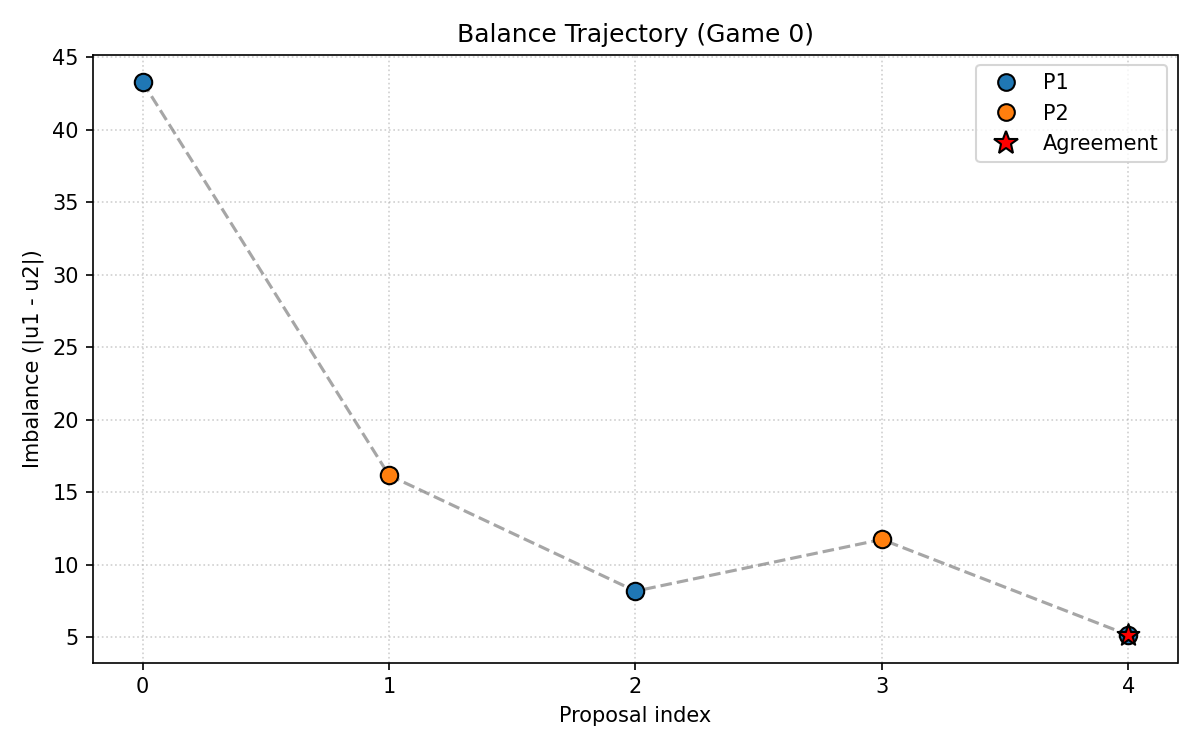 Balance Trajectory (Game 0)
Imbalance (|u1 - u2|)
45
40
35
30
25
20
15
10
5
P1
P2
Agreement
0 1 2 3 4
Proposal index